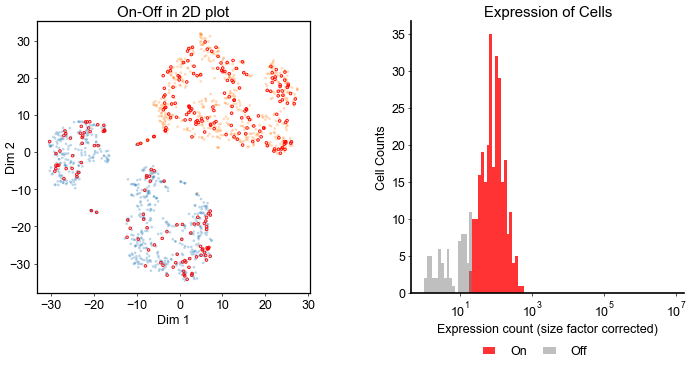 On-Off in 2D plot
Expression of Cells
30
20
10
0
−10
−20
−30
Dim 2
−30 −20 −10 0 10 20 30
Dim 1
35
30
25
20
15
10
5
0
Cell Counts
10^1 10^3 10^5 10^7
Expression count (size factor corrected)
On Off